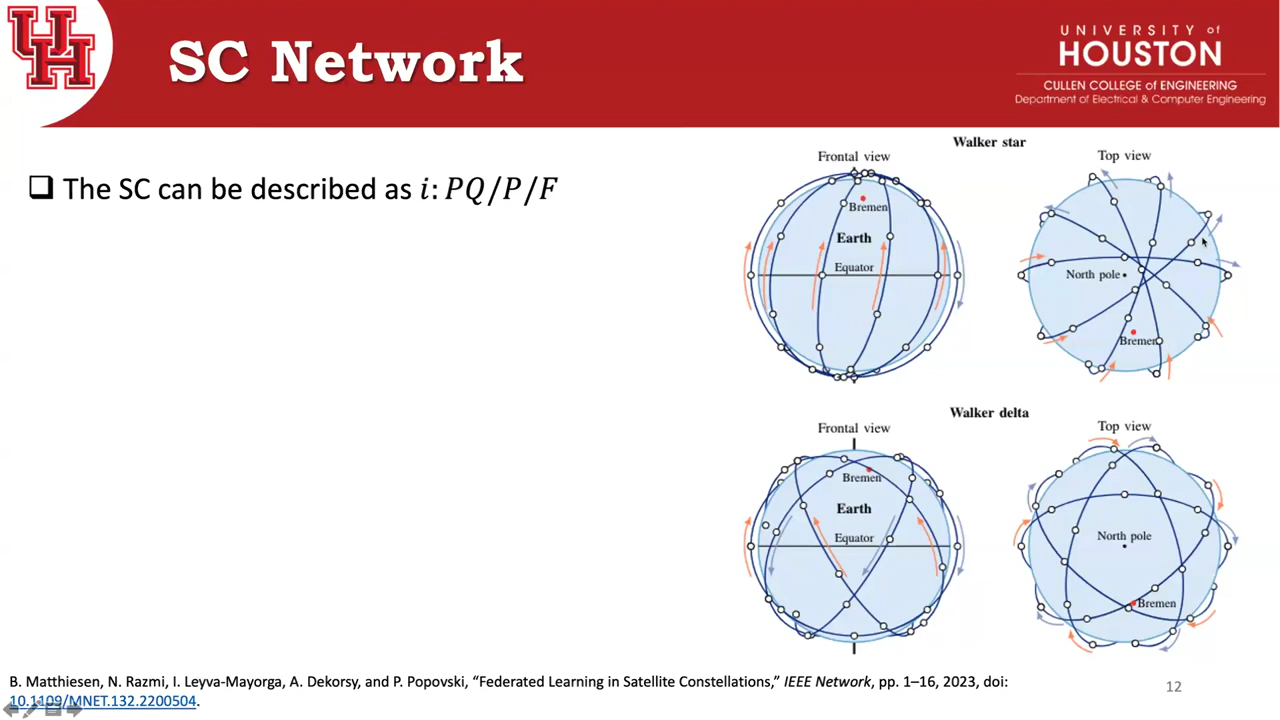 UH
SC Network
UNIVERSITY of
HOUSTON
CULLEN COLLEGE of ENGINEERING
Department of Electrical & Computer Engineering
❑ The SC can be described as i: PQ/P/F
Walker star
Frontal view
Top view
Bremen
Earth
Equator
North pole
Bremen
Walker delta
Frontal view
Top view
Bremen
Earth
Equator
North pole
Bremen
B. Matthiesen, N. Razmi, I. Leyva-Mayorga, A. Dekorsy, and P. Popovski, “Federated Learning in Satellite Constellations,” IEEE Network, pp. 1–16, 2023, doi:
10.1109/MNET.132.2200504.
12